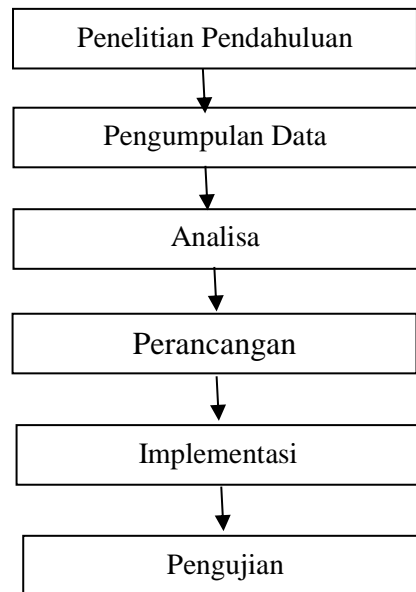 Penelitian Pendahuluan
Pengumpulan Data
Analisa
Perancangan
Implementasi
Pengujian